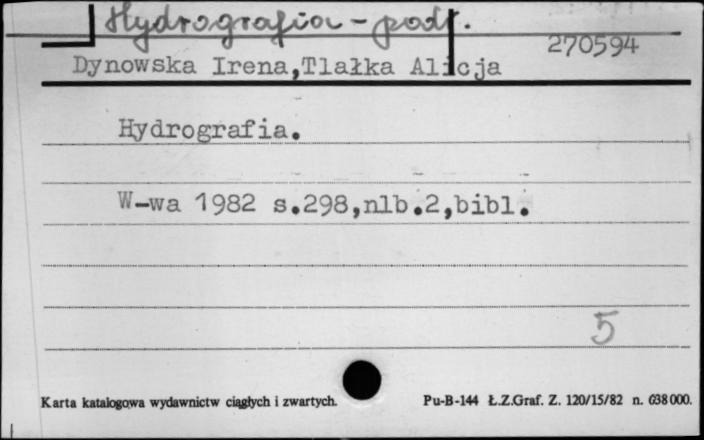 Hydrografia - podr.
270594
Dynowska Irena,Tlałka Alicja
Hydrografia.
W-wa 1982 s.298,nlb.2,bibl.
5
Karta katalogowa wydawnictw ciągłych i zwartych.
Pu-B-144 Ł.Z.Graf. Z. 120/15/82 n. 638000.